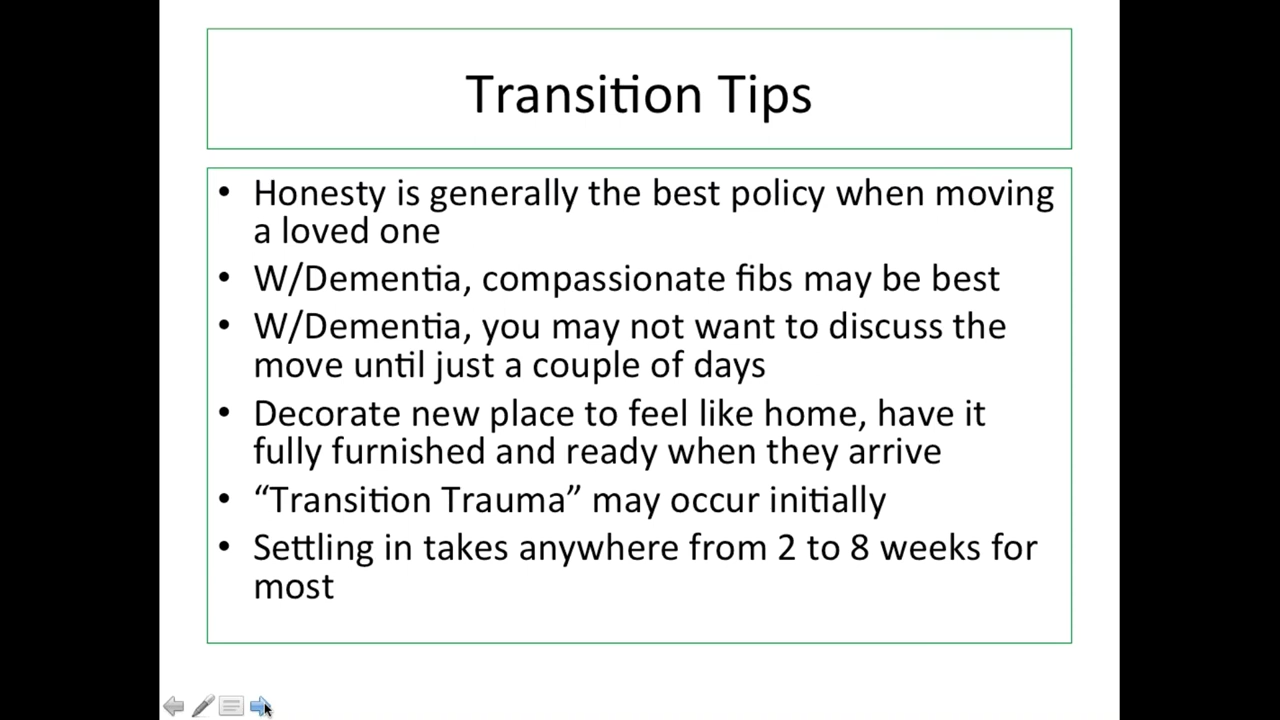 Transition Tips
• Honesty is generally the best policy when moving
a loved one
• W/Dementia, compassionate fibs may be best
• W/Dementia, you may not want to discuss the
move until just a couple of days
• Decorate new place to feel like home, have it
fully furnished and ready when they arrive
• “Transition Trauma” may occur initially
• Settling in takes anywhere from 2 to 8 weeks for
most